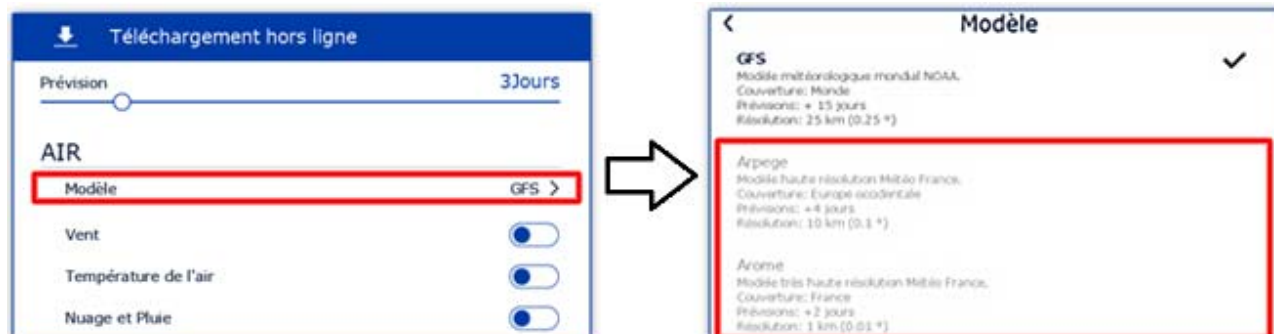 Téléchargement hors ligne
Prévision 3Jours
AIR
Modèle GFS >
Vent
Température de l'air
Nuage et Pluie
< Modèle
GFS
Modèle météorologique mondial NOAA.
Couverture: Monde
Prévisions: + 15 jours
Résolution: 25 km (0.25 °)
Arpege
Modèle haute résolution Météo France.
Couverture: Europe occidentale
Prévisions: +4 jours
Résolution: 10 km (0.1 °)
Arome
Modèle très haute résolution Météo France.
Couverture: France
Prévisions: +2 jours
Résolution: 1 km (0.01 °)